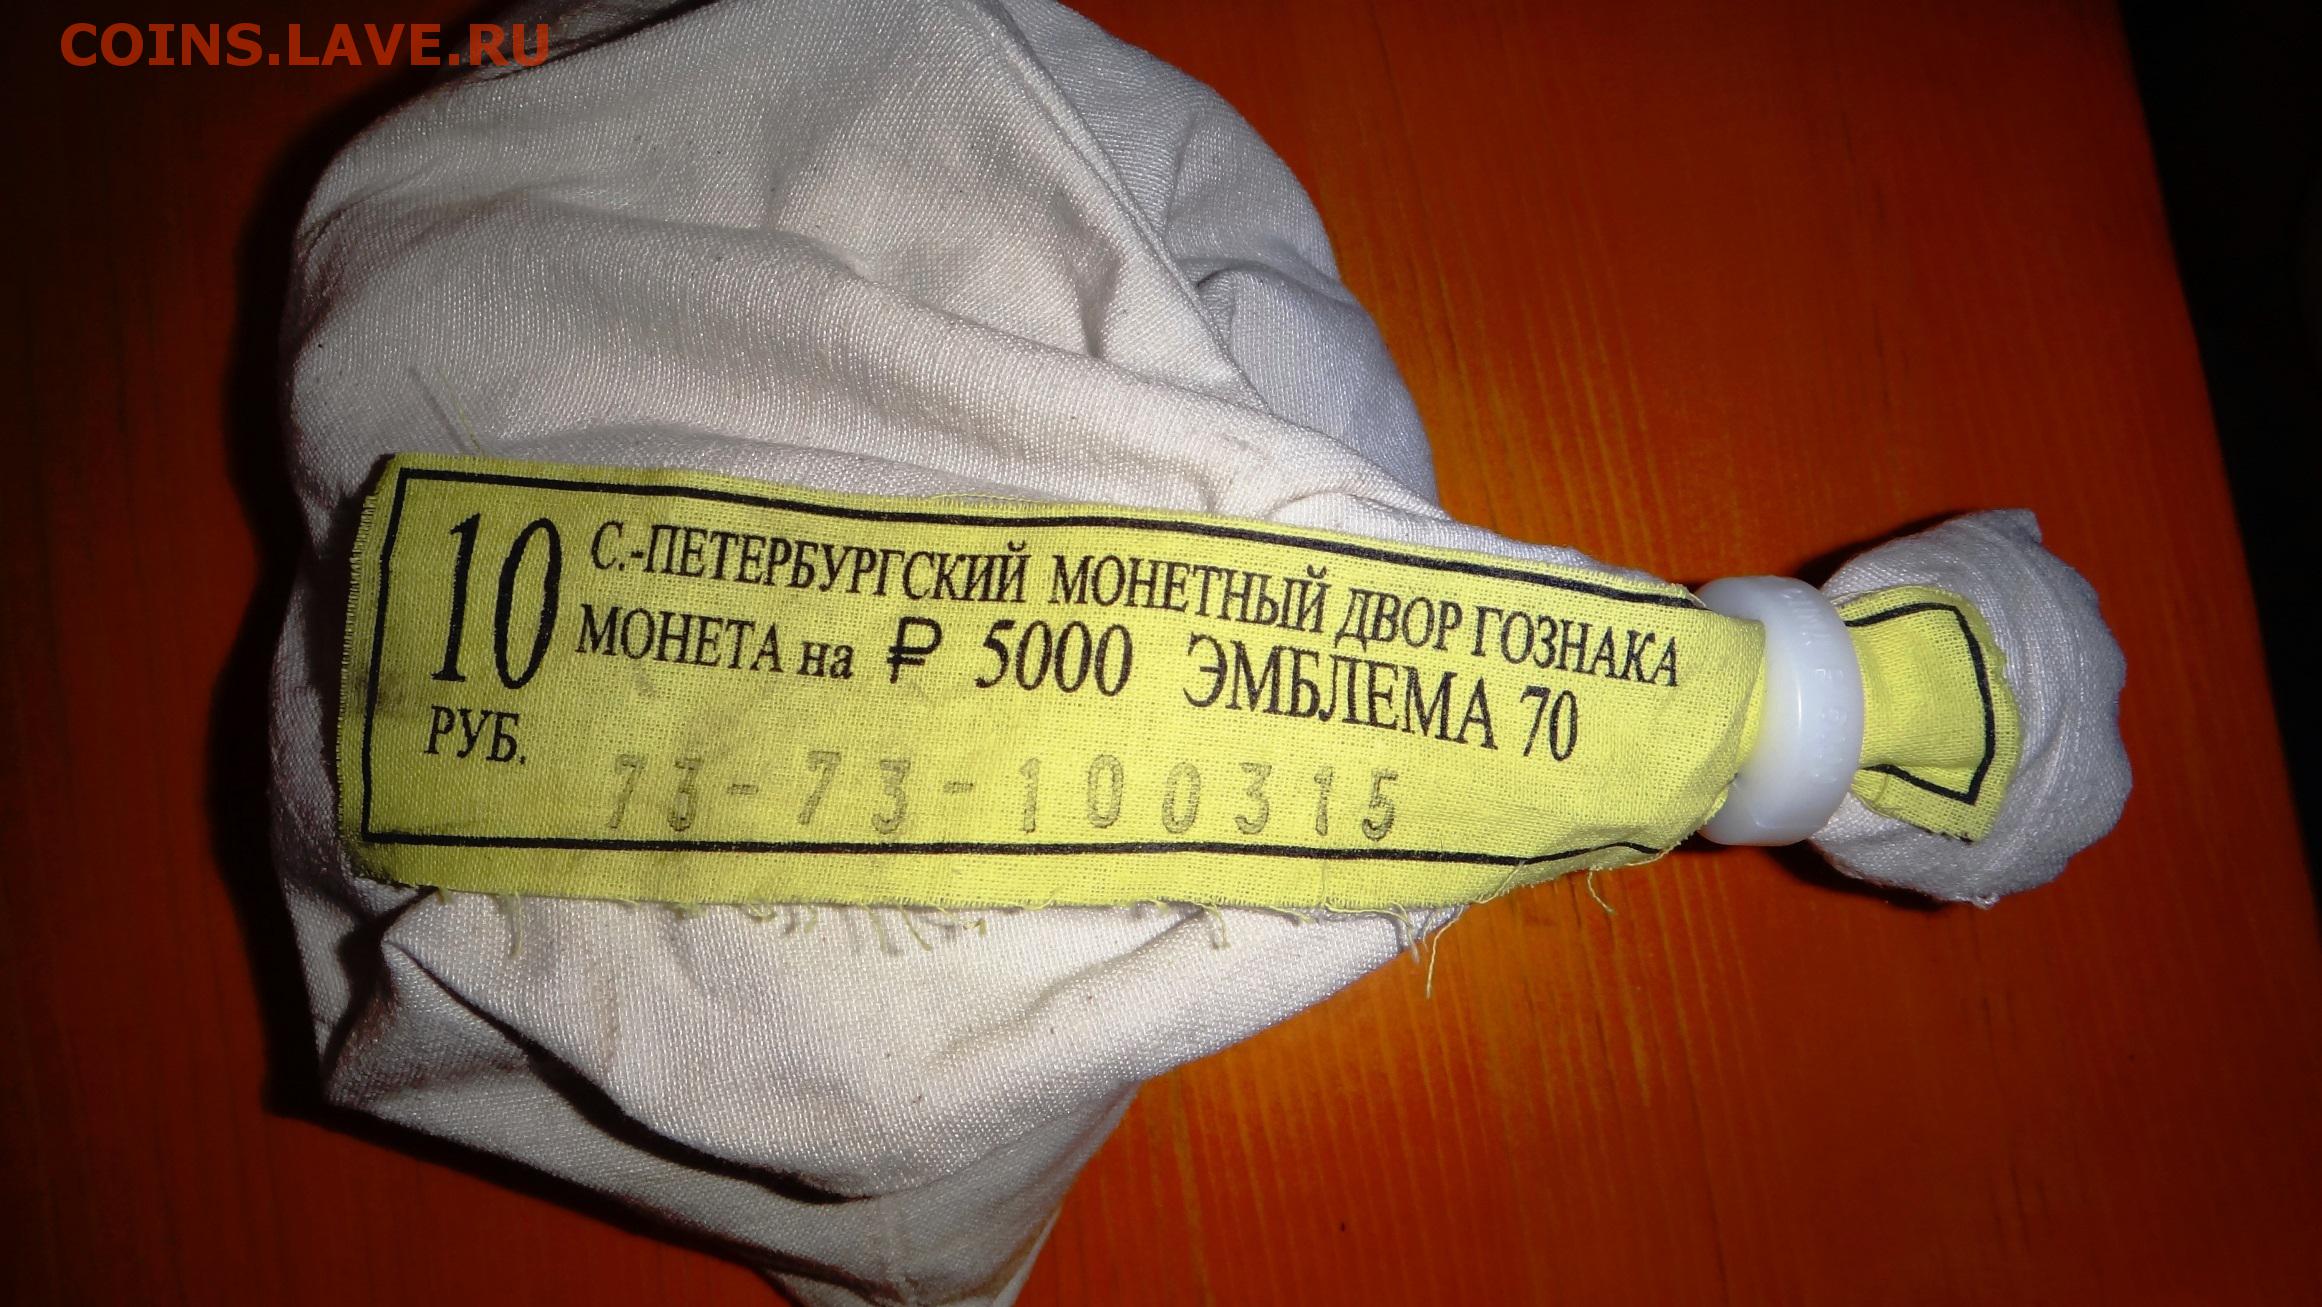 COINS.LAVE.RU
10 РУБ.
С.-ПЕТЕРБУРГСКИЙ МОНЕТНЫЙ ДВОР ГОЗНАКА
МОНЕТА на ₽ 5000 ЭМБЛЕМА 70
73-73-100315